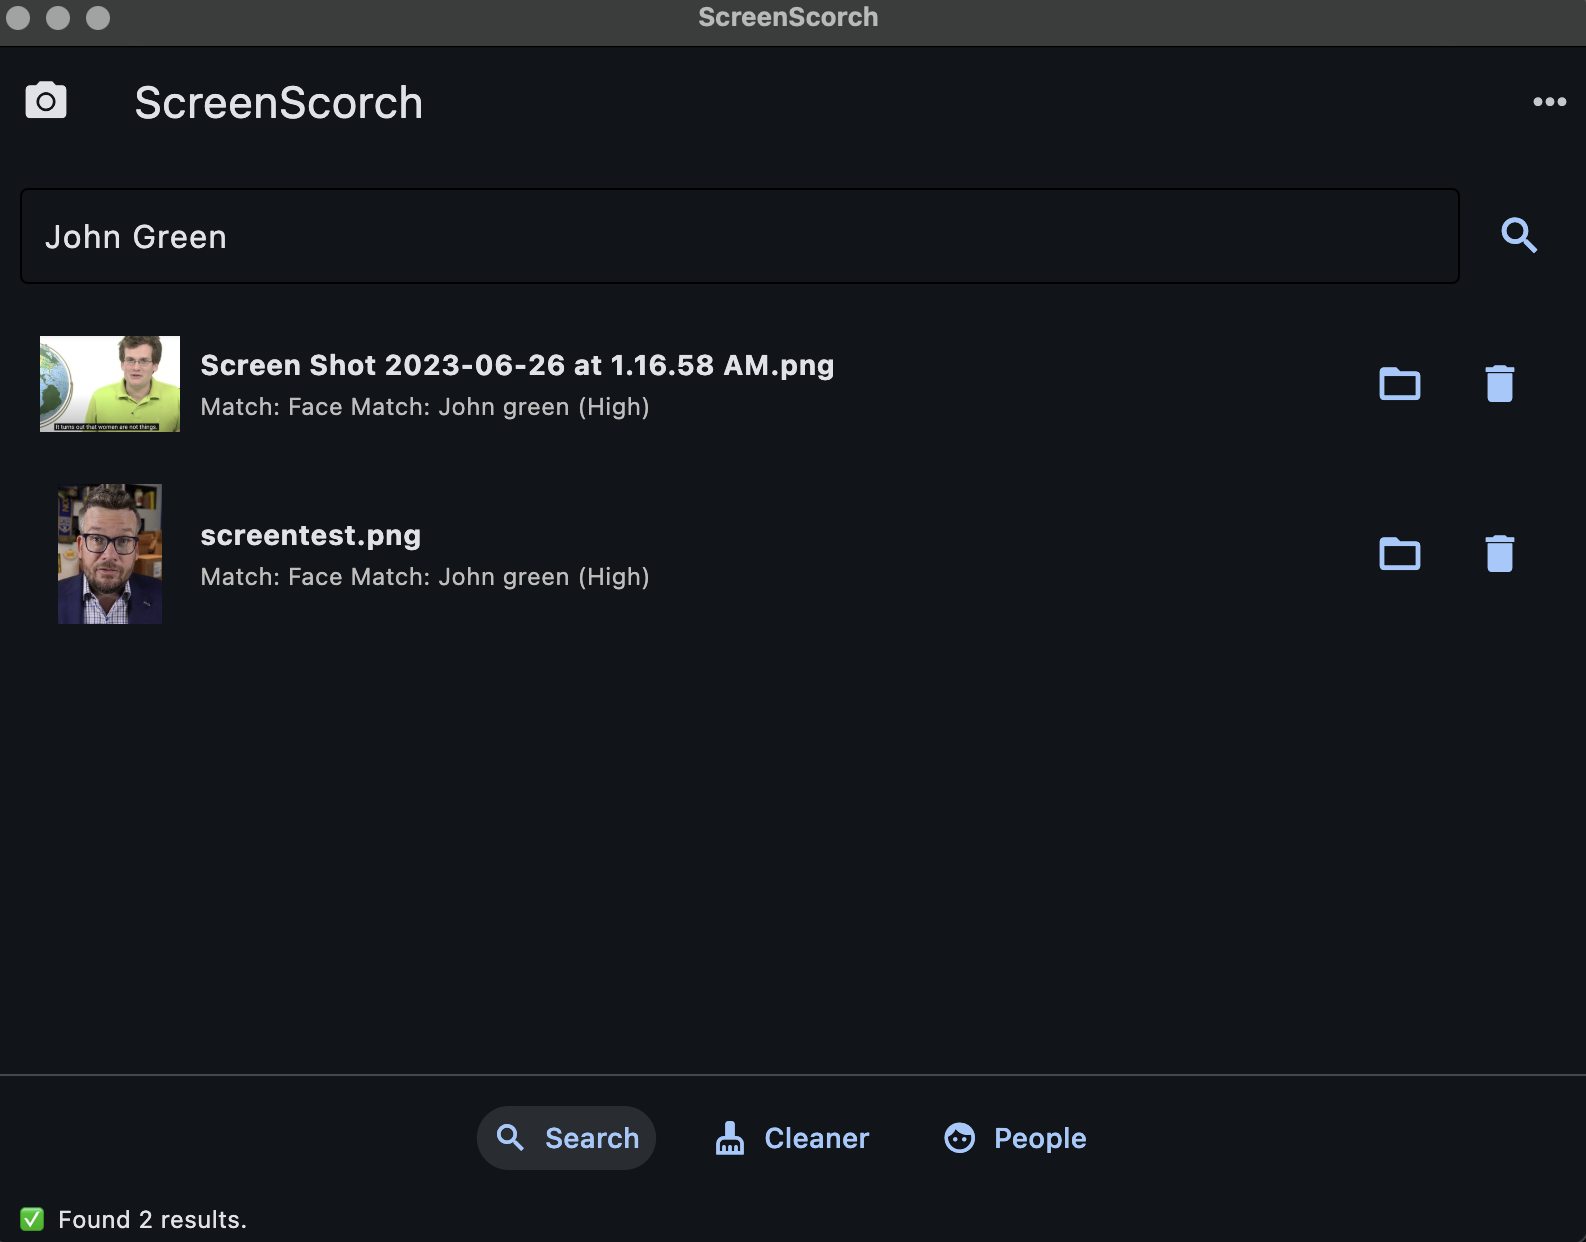 ScreenScorch
ScreenScorch
John Green
Screen Shot 2023-06-26 at 1.16.58 AM.png
Match: Face Match: John green (High)
It turns out that women are not things.
screentest.png
Match: Face Match: John green (High)
Search
Cleaner
People
Found 2 results.